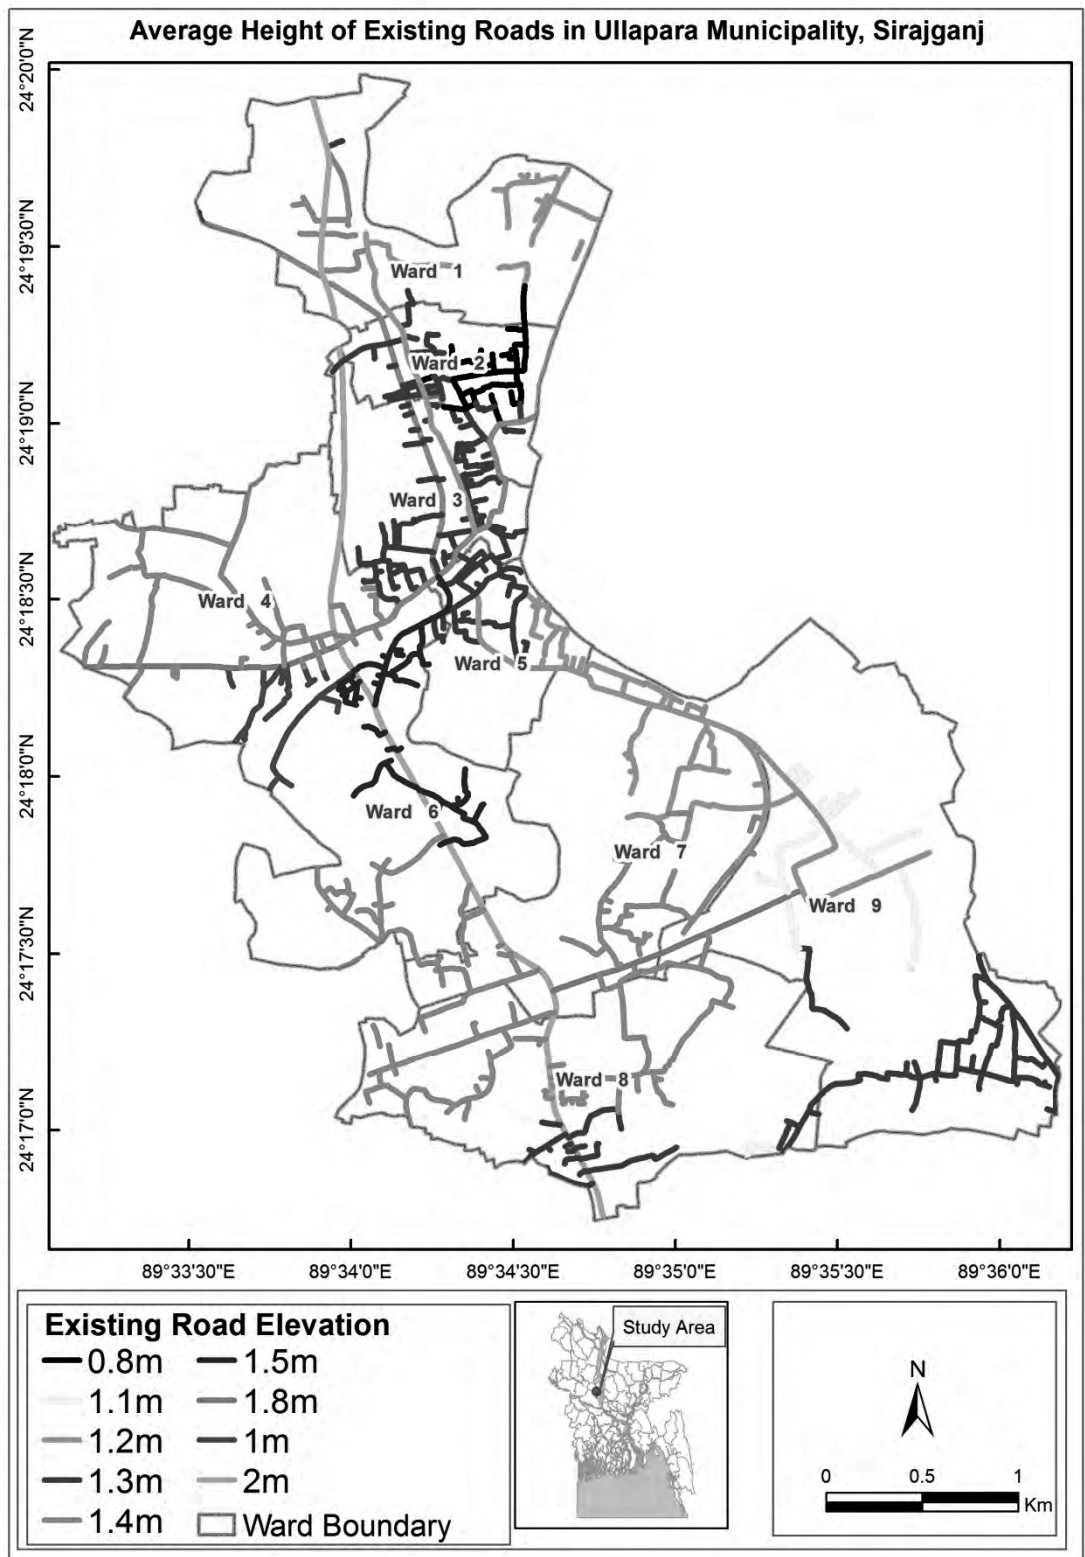 Average Height of Existing Roads in Ullapara Municipality, Sirajganj
24°20'0"N
24°19'30"N
24°19'0"N
24°18'30"N
24°18'0"N
24°17'30"N
24°17'0"N
Ward 1
Ward 2
Ward 3
Ward 4
Ward 5
Ward 6
Ward 7
Ward 9
Ward 8
89°33'30"E 89°34'0"E 89°34'30"E 89°35'0"E 89°35'30"E 89°36'0"E
Existing Road Elevation
0.8m 1.5m
1.1m 1.8m
1.2m 1m
1.3m 2m
1.4m Ward Boundary
Study Area
N
0 0.5 1
Km